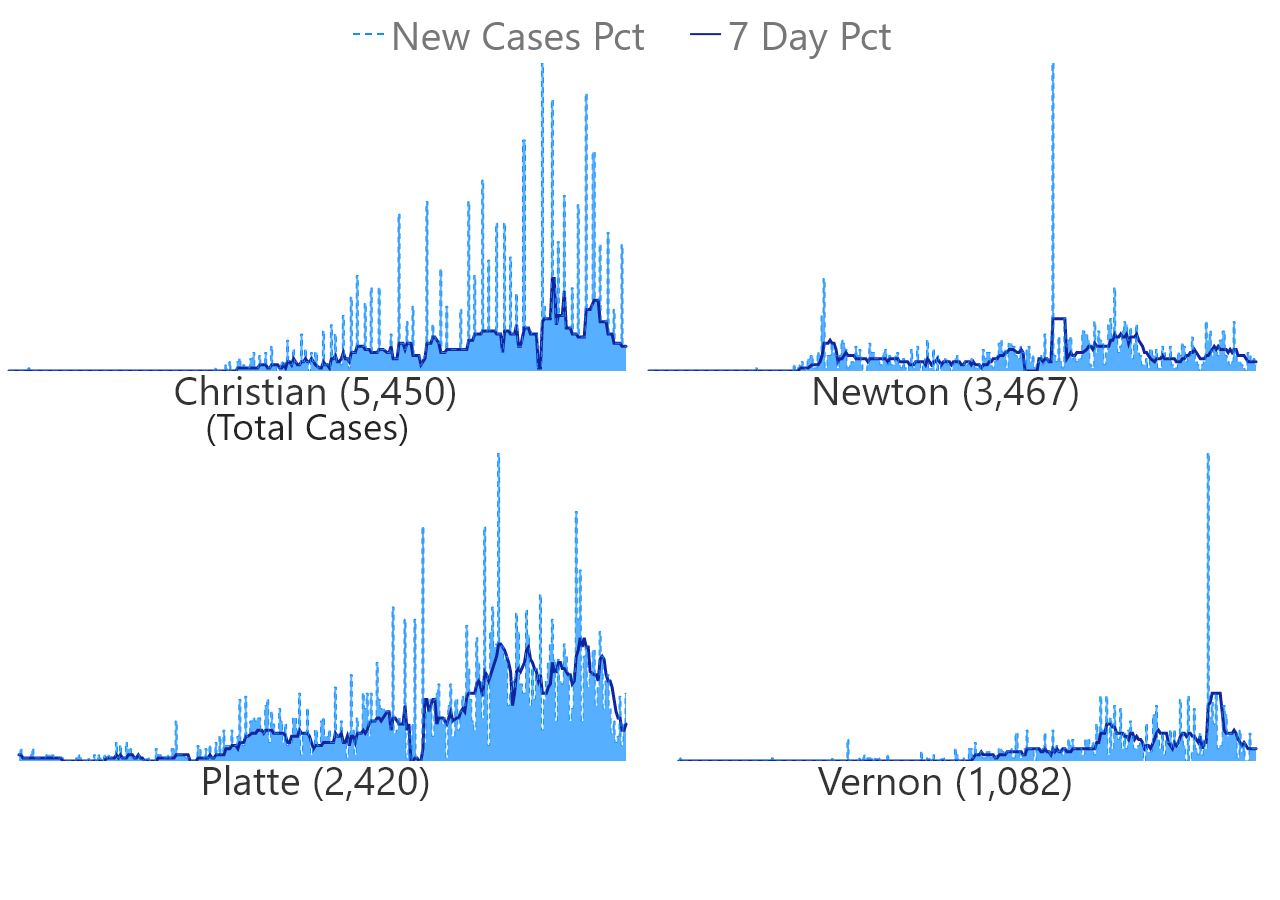 New Cases Pct 7 Day Pct
Christian (5,450)
(Total Cases)
Newton (3,467)
Platte (2,420)
Vernon (1,082)